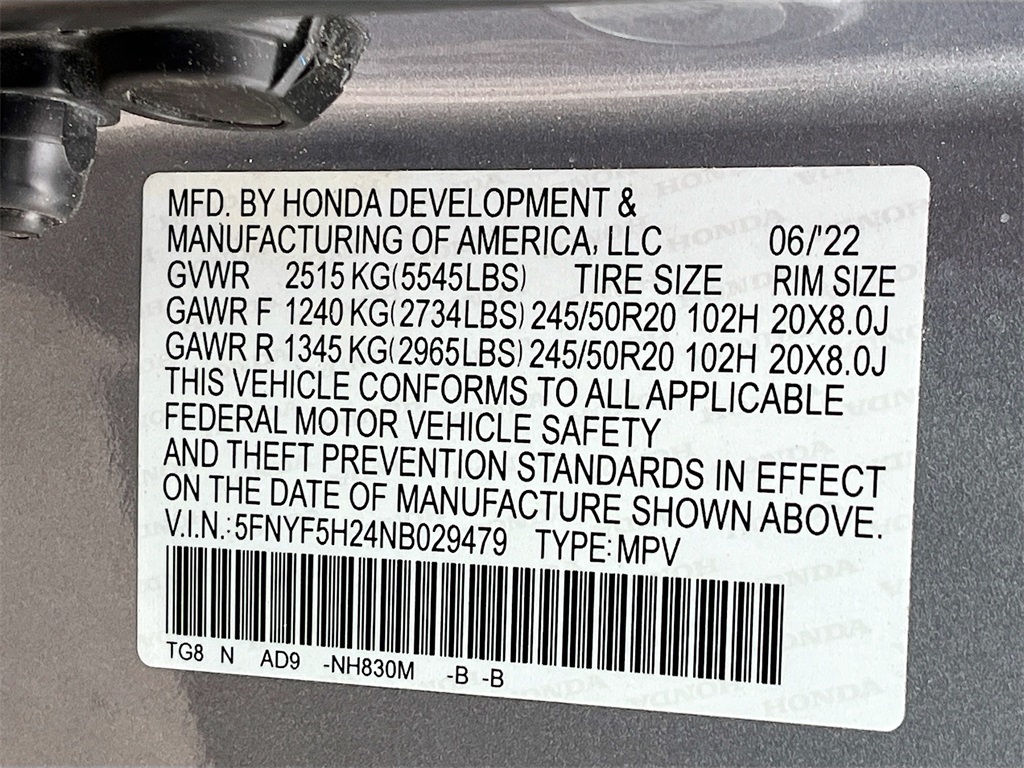 MFD. BY HONDA DEVELOPMENT &
MANUFACTURING OF AMERICA, LLC 06/'22
GVWR 2515 KG(5545LBS) TIRE SIZE RIM SIZE
GAWR F 1240 KG(2734LBS) 245/50R20 102H 20X8.0J
GAWR R 1345 KG(2965LBS) 245/50R20 102H 20X8.0J
THIS VEHICLE CONFORMS TO ALL APPLICABLE
FEDERAL MOTOR VEHICLE SAFETY
AND THEFT PREVENTION STANDARDS IN EFFECT
ON THE DATE OF MANUFACTURE SHOWN ABOVE.
V.I.N.:5FNYF5H24NB029479 TYPE:MPV
TG8 N AD9 -NH830M -B -B